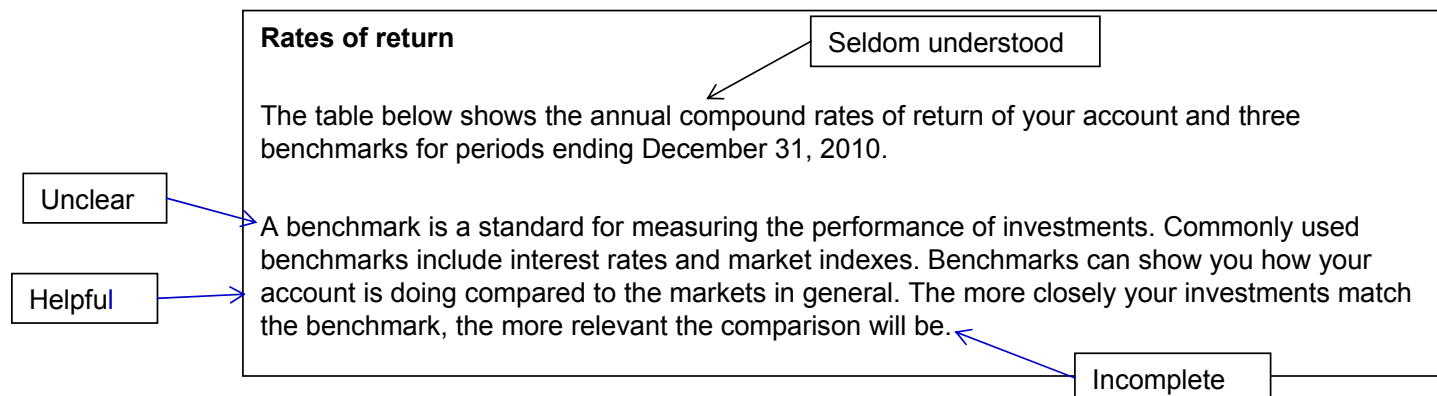 Rates of return
Seldom understood
The table below shows the annual compound rates of return of your account and three
benchmarks for periods ending December 31, 2010.
Unclear
A benchmark is a standard for measuring the performance of investments. Commonly used
benchmarks include interest rates and market indexes. Benchmarks can show you how your
Helpful
account is doing compared to the markets in general. The more closely your investments match
the benchmark, the more relevant the comparison will be.
Incomplete